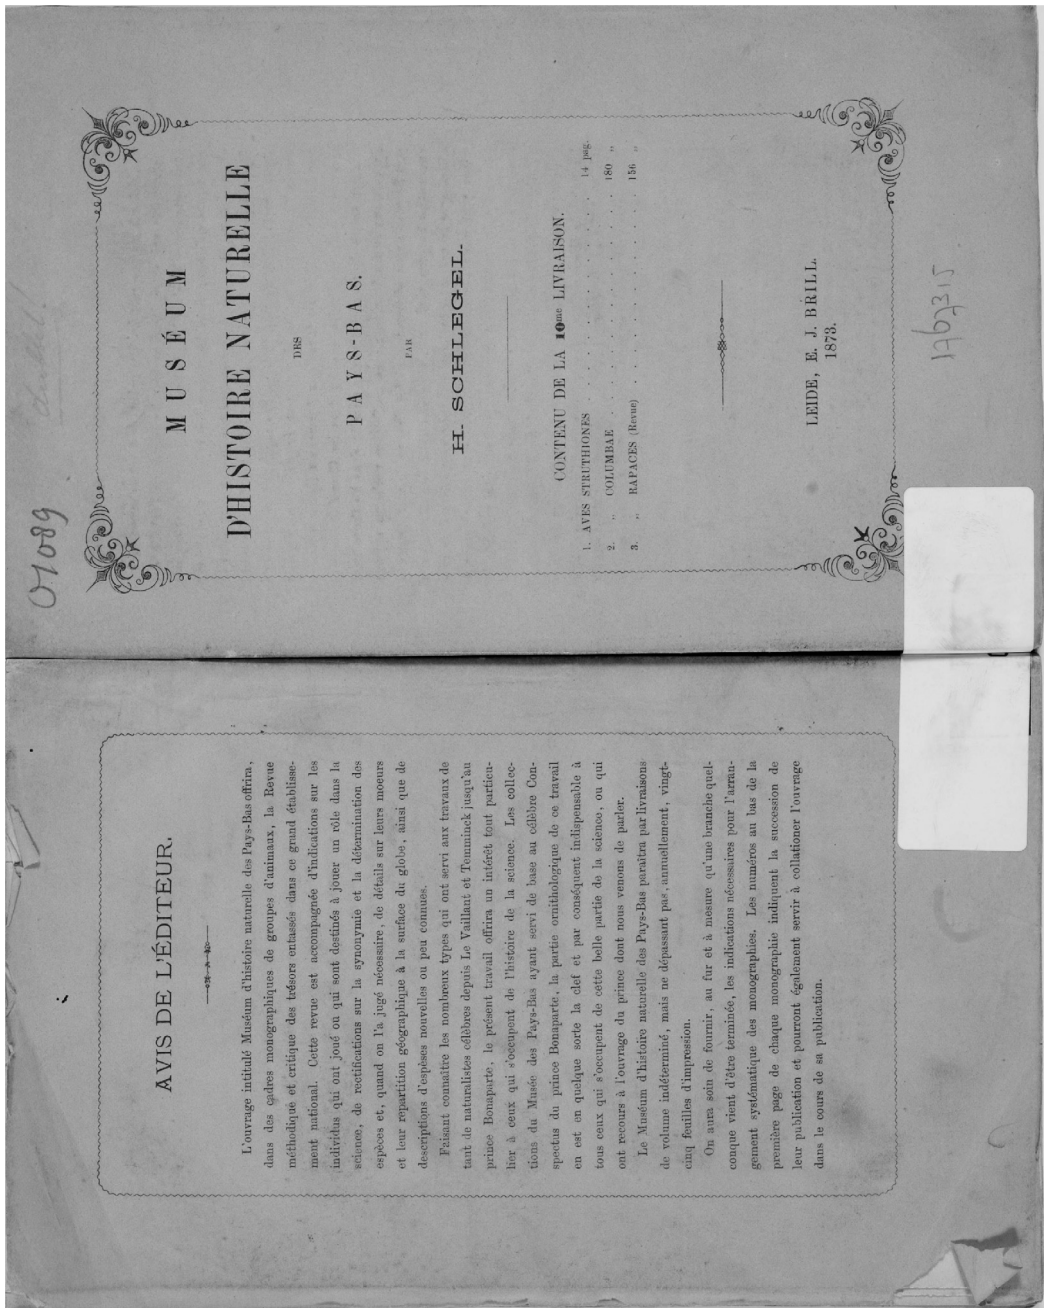 01089
MUSÉUM
D'HISTOIRE NATURELLE
DES
PAYS-BAS.
PAR
H. SCHLEGEL.
CONTENU DE LA 10me LIVRAISON.
1. AVES STRUTHIONES . . . . . . . . . . . . . 14 pag.
2. „ COLUMBAE . . . . . . . . . . . . . . 180 „
3. „ RAPACES (Revue) . . . . . . . . . . . . 156 „
LEIDE, E. J. BRILL.
1873.
AVIS DE L'ÉDITEUR.
L'ouvrage intitulé Muséum d'histoire naturelle des Pays-Bas offrira,
dans des cadres monographiques de groupes d'animaux, la Revue
méthodique et critique des trésors entassés dans ce grand établisse-
ment national. Cette revue est accompagnée d'indications sur les
individus qui ont joué ou qui sont destinés à jouer un rôle dans la
science, de rectifications sur la synonymie et la détermination des
espèces et, quand on l'a jugé nécessaire, de détails sur leurs moeurs
et leur repartition géographique à la surface du globe, ainsi que de
descriptions d'espèses nouvelles ou peu connues.
Faisant connaître les nombreux types qui ont servi aux travaux de
tant de naturalistes célèbres depuis Le Vaillant et Temminck jusqu'au
prince Bonaparte, le présent travail offrira un intérêt tout particu-
lier à ceux qui s'occupent de l'histoire de la science. Les collec-
tions du Musée des Pays-Bas ayant servi de base au célèbre Con-
spectus du prince Bonaparte, la partie ornithologique de ce travail
en est en quelque sorte la clef et par conséquent indispensable à
tous ceux qui s'occupent de cette belle partie de la science, ou qui
ont recours à l'ouvrage du prince dont nous venons de parler.
Le Muséum d'histoire naturelle des Pays-Bas paraîtra par livraisons
de volume indéterminé, mais ne dépassant pas, annuellement, vingt-
cinq feuilles d'impression.
On aura soin de fournir, au fur et à mesure qu'une branche quel-
conque vient d'être terminée, les indications nécessaires pour l'arran-
gement systématique des monographies. Les numéros au bas de la
première page de chaque monographie indiquent la succession de
leur publication et pourront également servir à collationer l'ouvrage
dans le cours de sa publication.